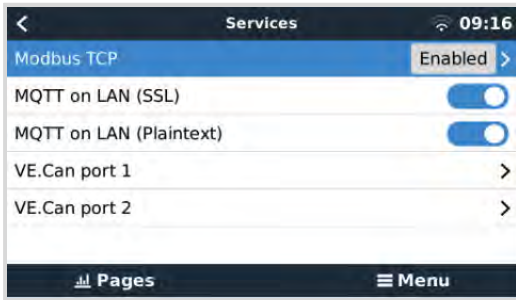 Services 09:16
Modbus TCP Enabled
MQTT on LAN (SSL)
MQTT on LAN (Plaintext)
VE.Can port 1
VE.Can port 2
Pages Menu